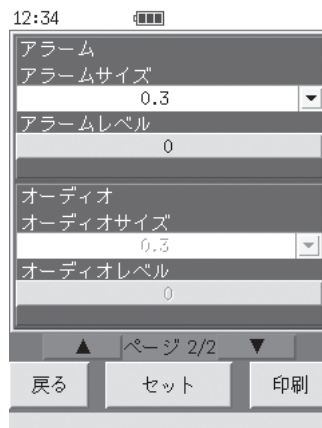 12:34
アラーム
アラームサイズ
0.3
アラームレベル
0
オーディオ
オーディオサイズ
0.3
オーディオレベル
0
▲ ページ 2/2 ▼
戻る セット 印刷